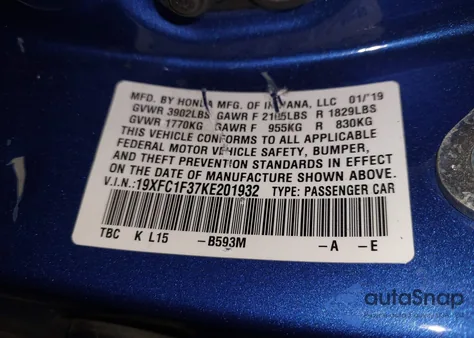 MFD. BY HONDA MFG. OF INDIANA, LLC 01/'19
GVWR 3902LBS GAWR F 2105LBS R 1829LBS
GVWR 1770KG GAWR F 955KG R 830KG
THIS VEHICLE CONFORMS TO ALL APPLICABLE
FEDERAL MOTOR VEHICLE SAFETY, BUMPER,
AND THEFT PREVENTION STANDARDS IN EFFECT
ON THE DATE OF MANUFACTURE SHOWN ABOVE.
V.I.N.:19XFC1F37KE201932 TYPE: PASSENGER CAR
TBC K L15 –B593M –A –E
autoSnap